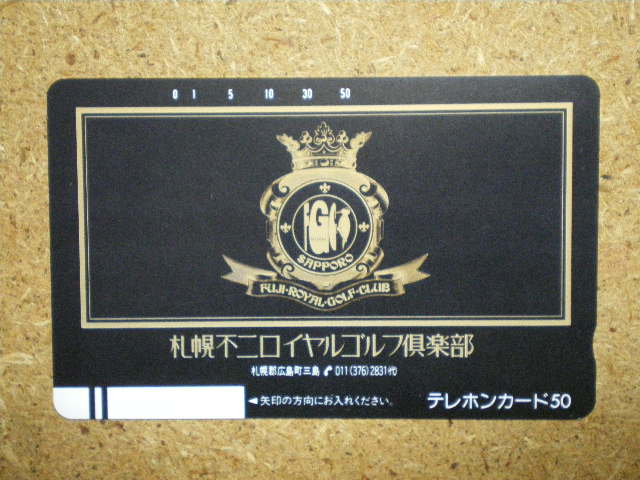 0 1 5 10 30 50
SAPPORO
FUJI·ROYAL·GOLF·CLUB
札幌不二ロイヤルゴルフ倶楽部
札幌郡広島町三島 011(376)2831代
◄矢印の方向にお入れください。
テレホンカード50